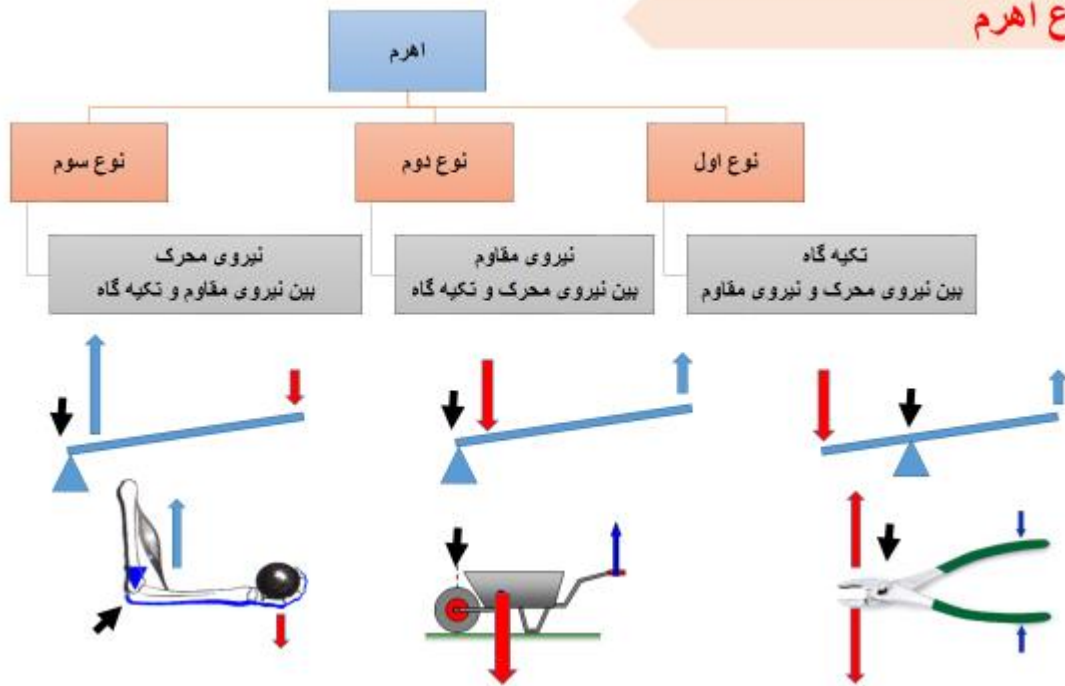 ع اهرم
اهرم
نوع اول
نوع دوم
نوع سوم
تکیه گاه
بین نیروی محرک و نیروی مقاوم
نیروی مقاوم
بین نیروی محرک و تکیه گاه
نیروی محرک
بین نیروی مقاوم و تکیه گاه